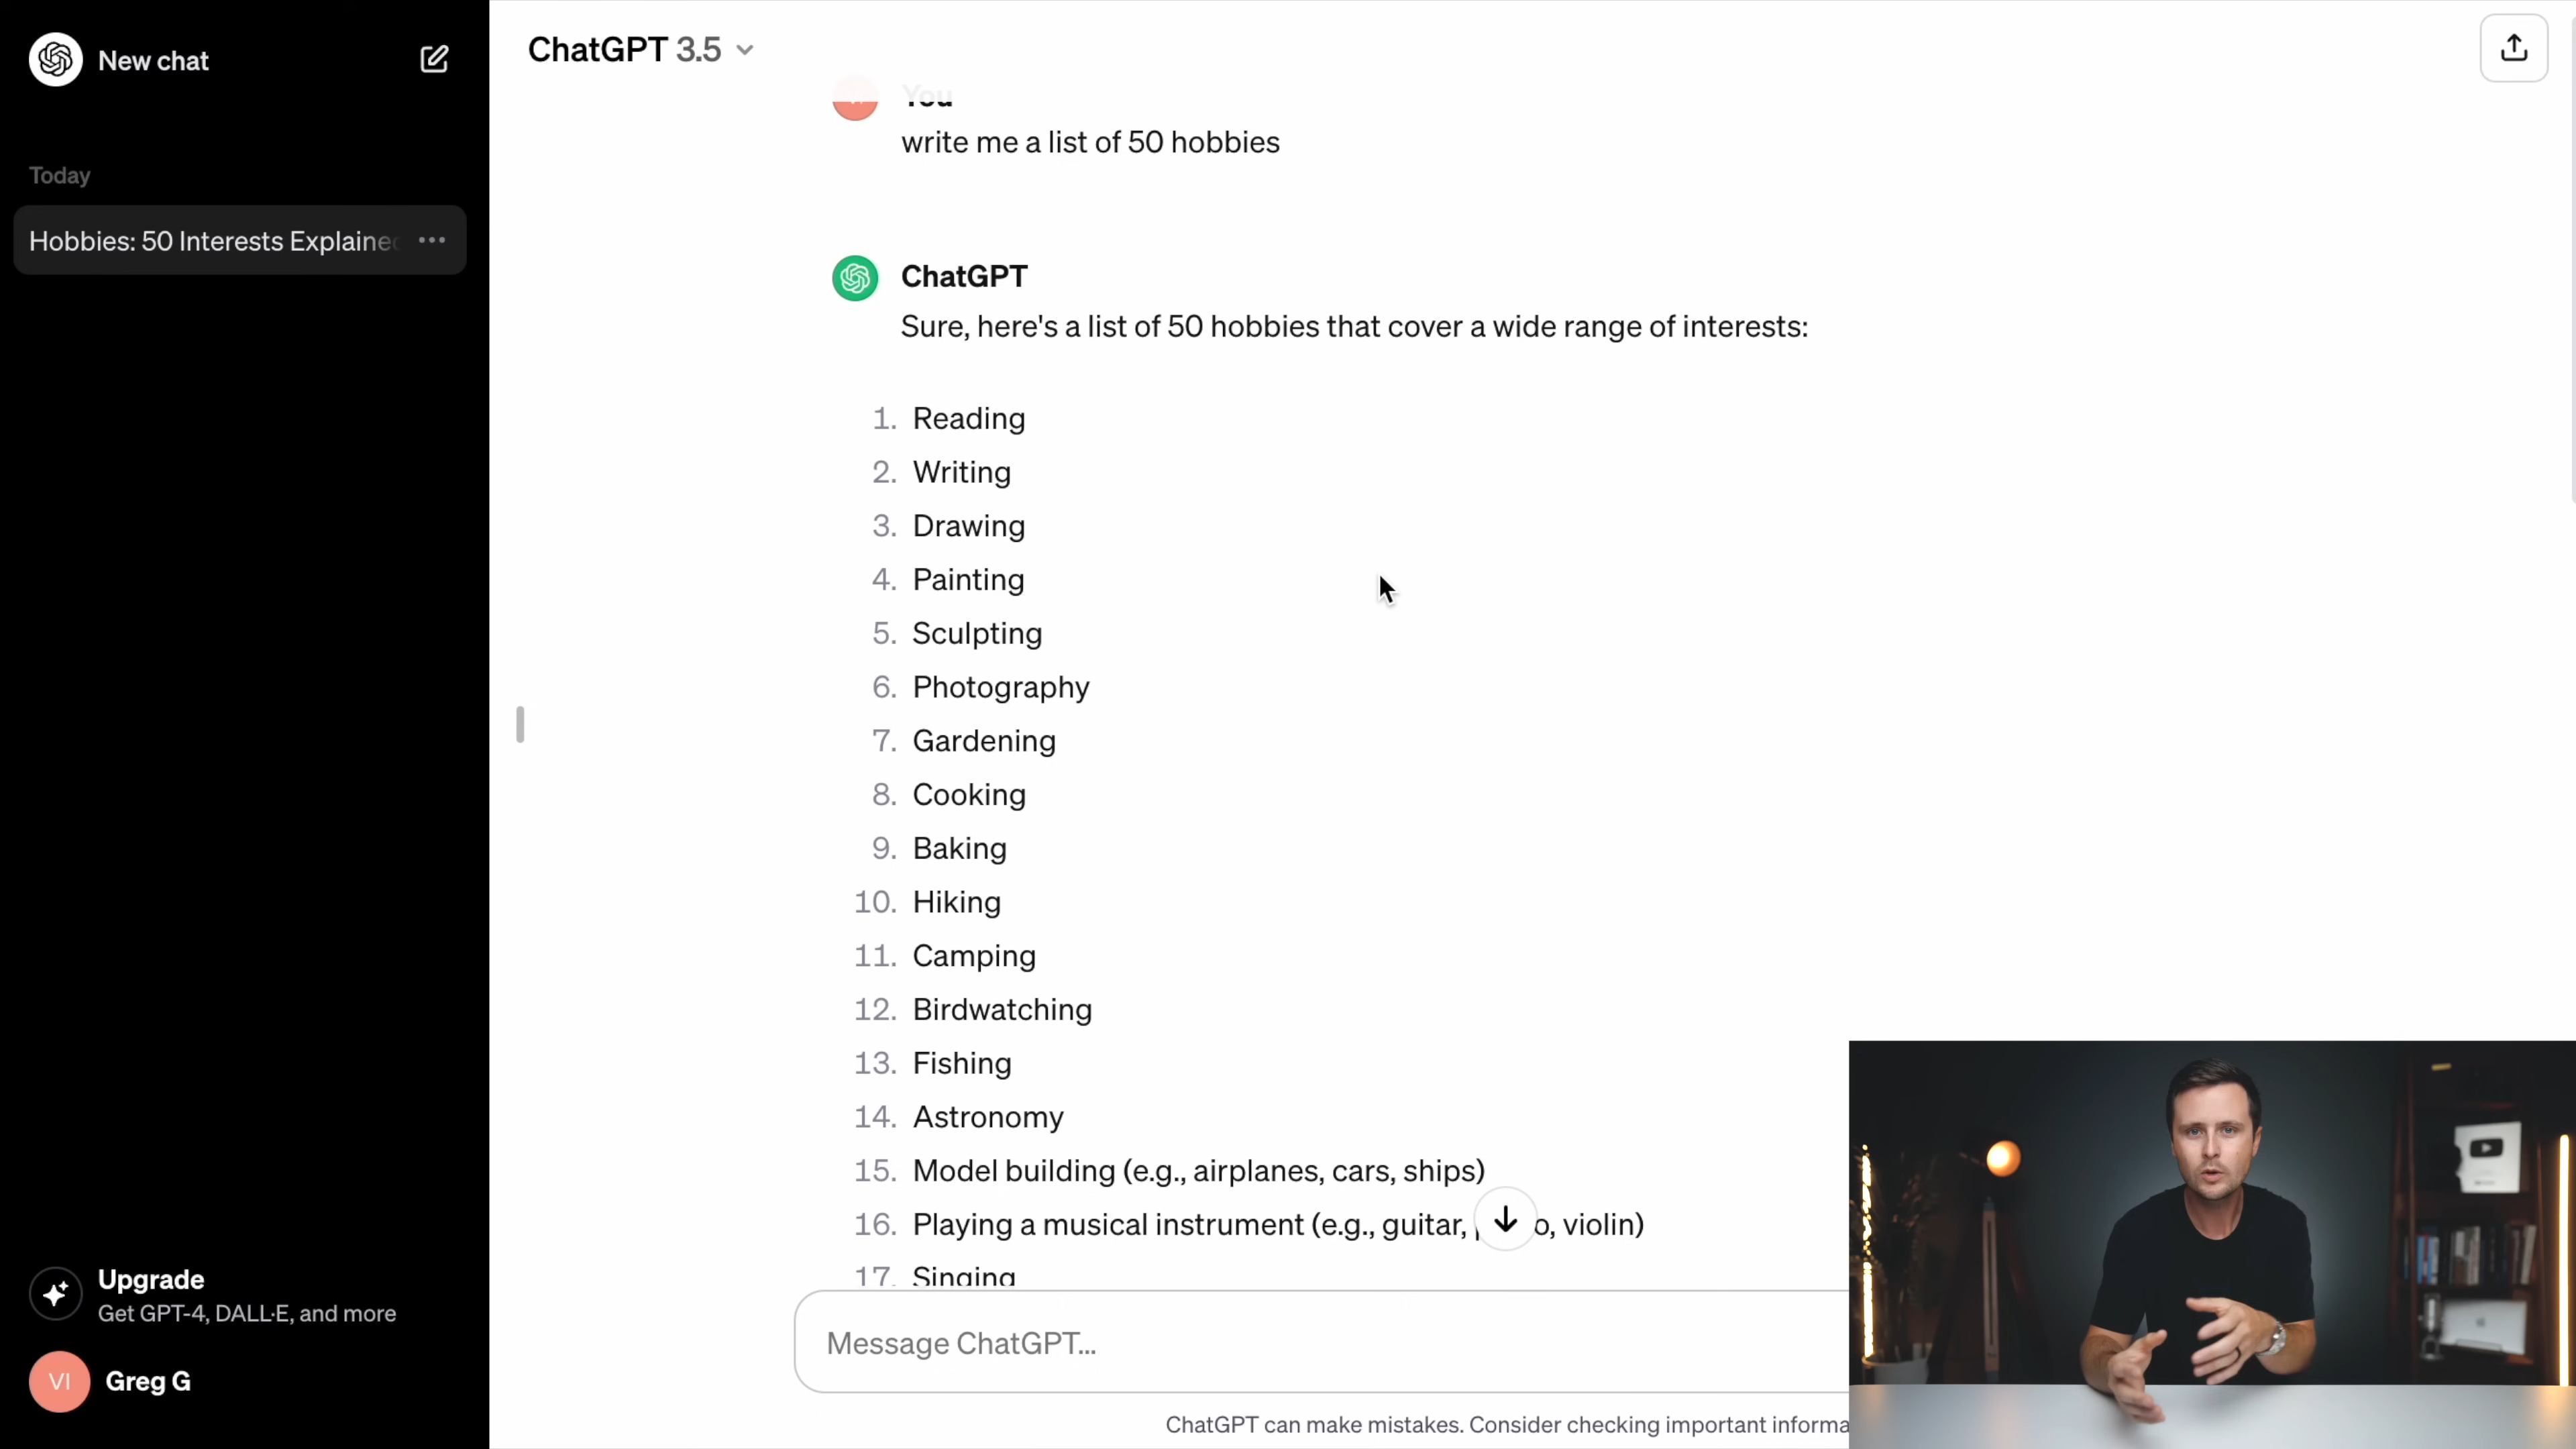 New chat
Today
Hobbies: 50 Interests Explaine
Upgrade
Get GPT-4, DALL·E, and more
VI
Greg G
ChatGPT 3.5
You
write me a list of 50 hobbies
ChatGPT
Sure, here's a list of 50 hobbies that cover a wide range of interests:
1. Reading
2. Writing
3. Drawing
4. Painting
5. Sculpting
6. Photography
7. Gardening
8. Cooking
9. Baking
10. Hiking
11. Camping
12. Birdwatching
13. Fishing
14. Astronomy
15. Model building (e.g., airplanes, cars, ships)
16. Playing a musical instrument (e.g., guitar, violin)
17. Singing
Message ChatGPT...
ChatGPT can make mistakes. Consider checking important informa